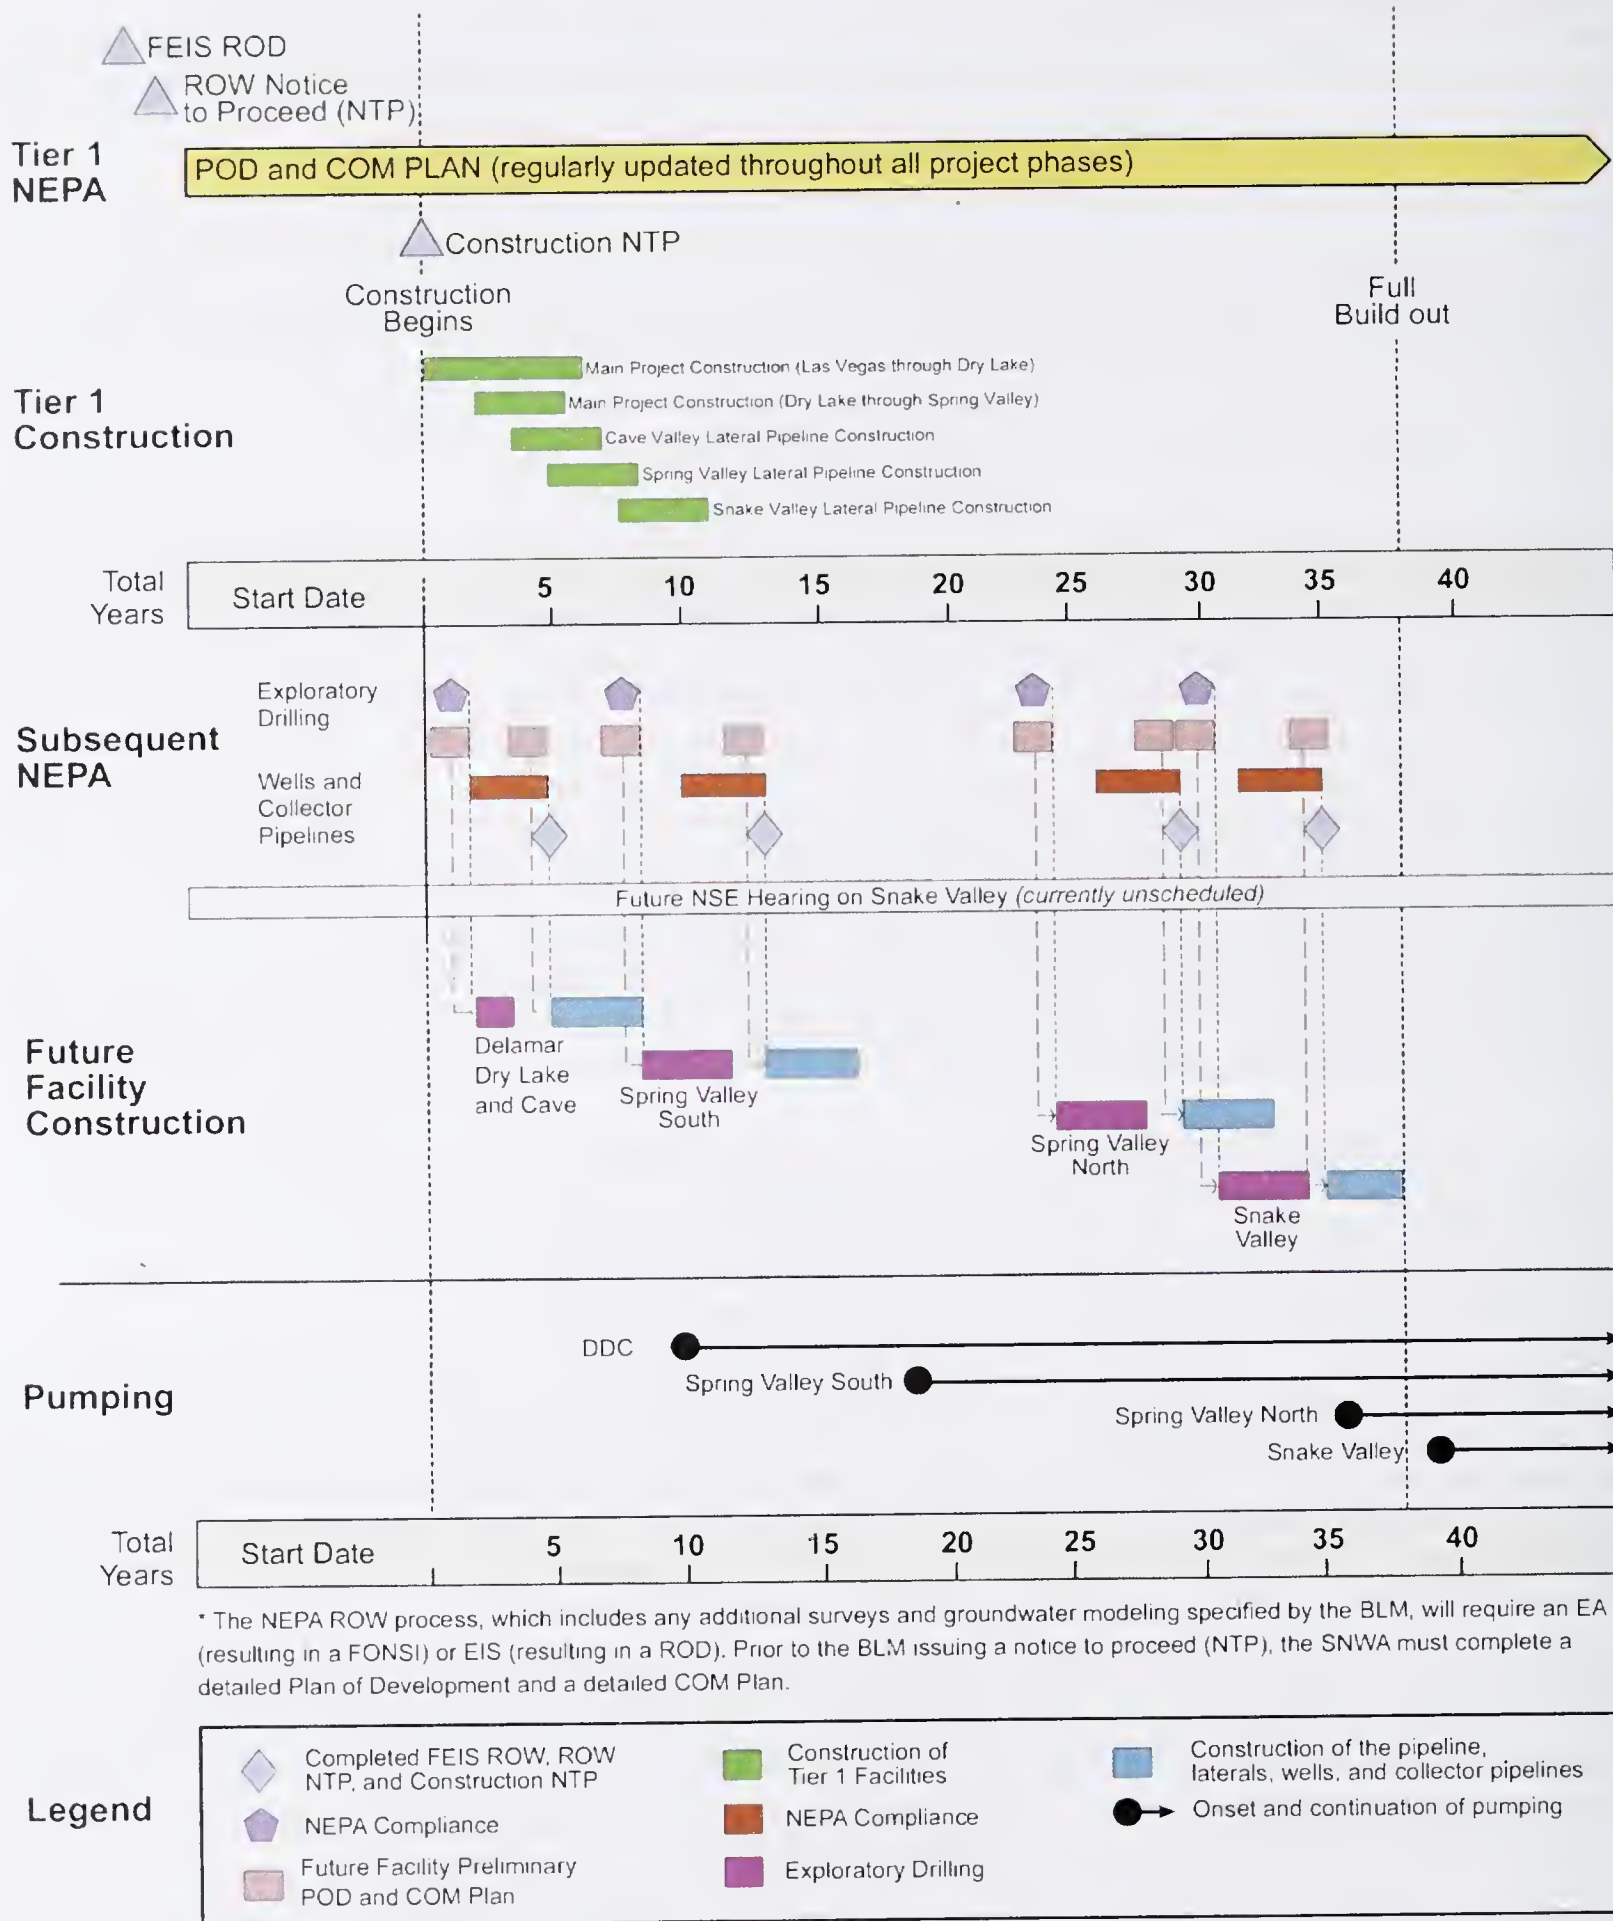 FEIS ROD
ROW Notice
to Proceed (NTP)
Tier 1
NEPA
POD and COM PLAN (regularly updated throughout all project phases)
Construction NTP
Construction
Begins
Full
Build out
Tier 1
Construction
Main Project Construction (Las Vegas through Dry Lake)
Main Project Construction (Dry Lake through Spring Valley)
Cave Valley Lateral Pipeline Construction
Spring Valley Lateral Pipeline Construction
Snake Valley Lateral Pipeline Construction
Total
Years
Start Date 5 10 15 20 25 30 35 40
Subsequent
NEPA
Exploratory
Drilling
Wells and
Collector
Pipelines
Future NSE Hearing on Snake Valley (currently unscheduled)
Future
Facility
Construction
Delamar
Dry Lake
and Cave
Spring Valley
South
Spring Valley
North
Snake
Valley
Pumping
DDC
Spring Valley South
Spring Valley North
Snake Valley
Total
Years
Start Date 5 10 15 20 25 30 35 40
* The NEPA ROW process, which includes any additional surveys and groundwater modeling specified by the BLM, will require an EA
(resulting in a FONSI) or EIS (resulting in a ROD). Prior to the BLM issuing a notice to proceed (NTP), the SNWA must complete a
detailed Plan of Development and a detailed COM Plan.
Legend
Completed FEIS ROW, ROW
NTP, and Construction NTP
NEPA Compliance
Future Facility Preliminary
POD and COM Plan
Construction of
Tier 1 Facilities
NEPA Compliance
Exploratory Drilling
Construction of the pipeline,
laterals, wells, and collector pipelines
Onset and continuation of pumping